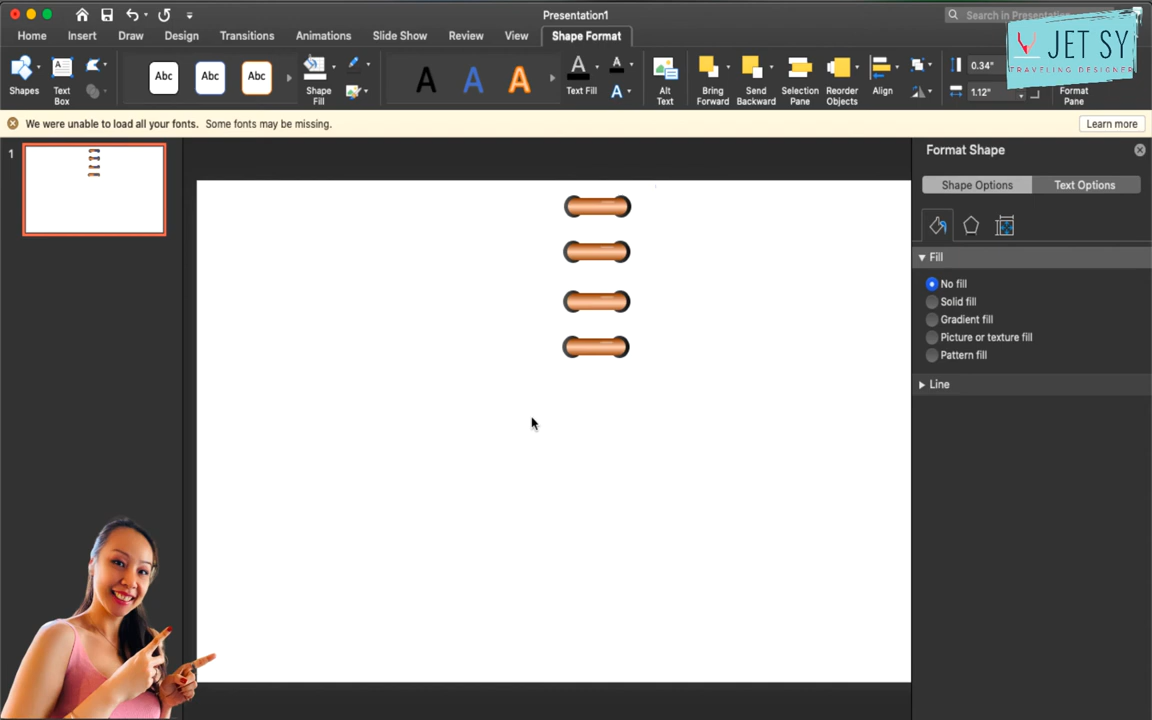 Presentation1
Search in Presentation
JET SY
TRAVELING DESIGNER
Home Insert Draw Design Transitions Animations Slide Show Review View Shape Format
Shapes
Text Box
Abc Abc Abc
Shape Fill
A A A
A
Text Fill
A
A
Alt Text
Bring Forward
Send Backward
Selection Pane
Reorder Objects
Align
0.34"
1.12"
Format Pane
We were unable to load all your fonts. Some fonts may be missing.
Learn more
1
Format Shape
Shape Options Text Options
Fill
No fill
Solid fill
Gradient fill
Picture or texture fill
Pattern fill
Line